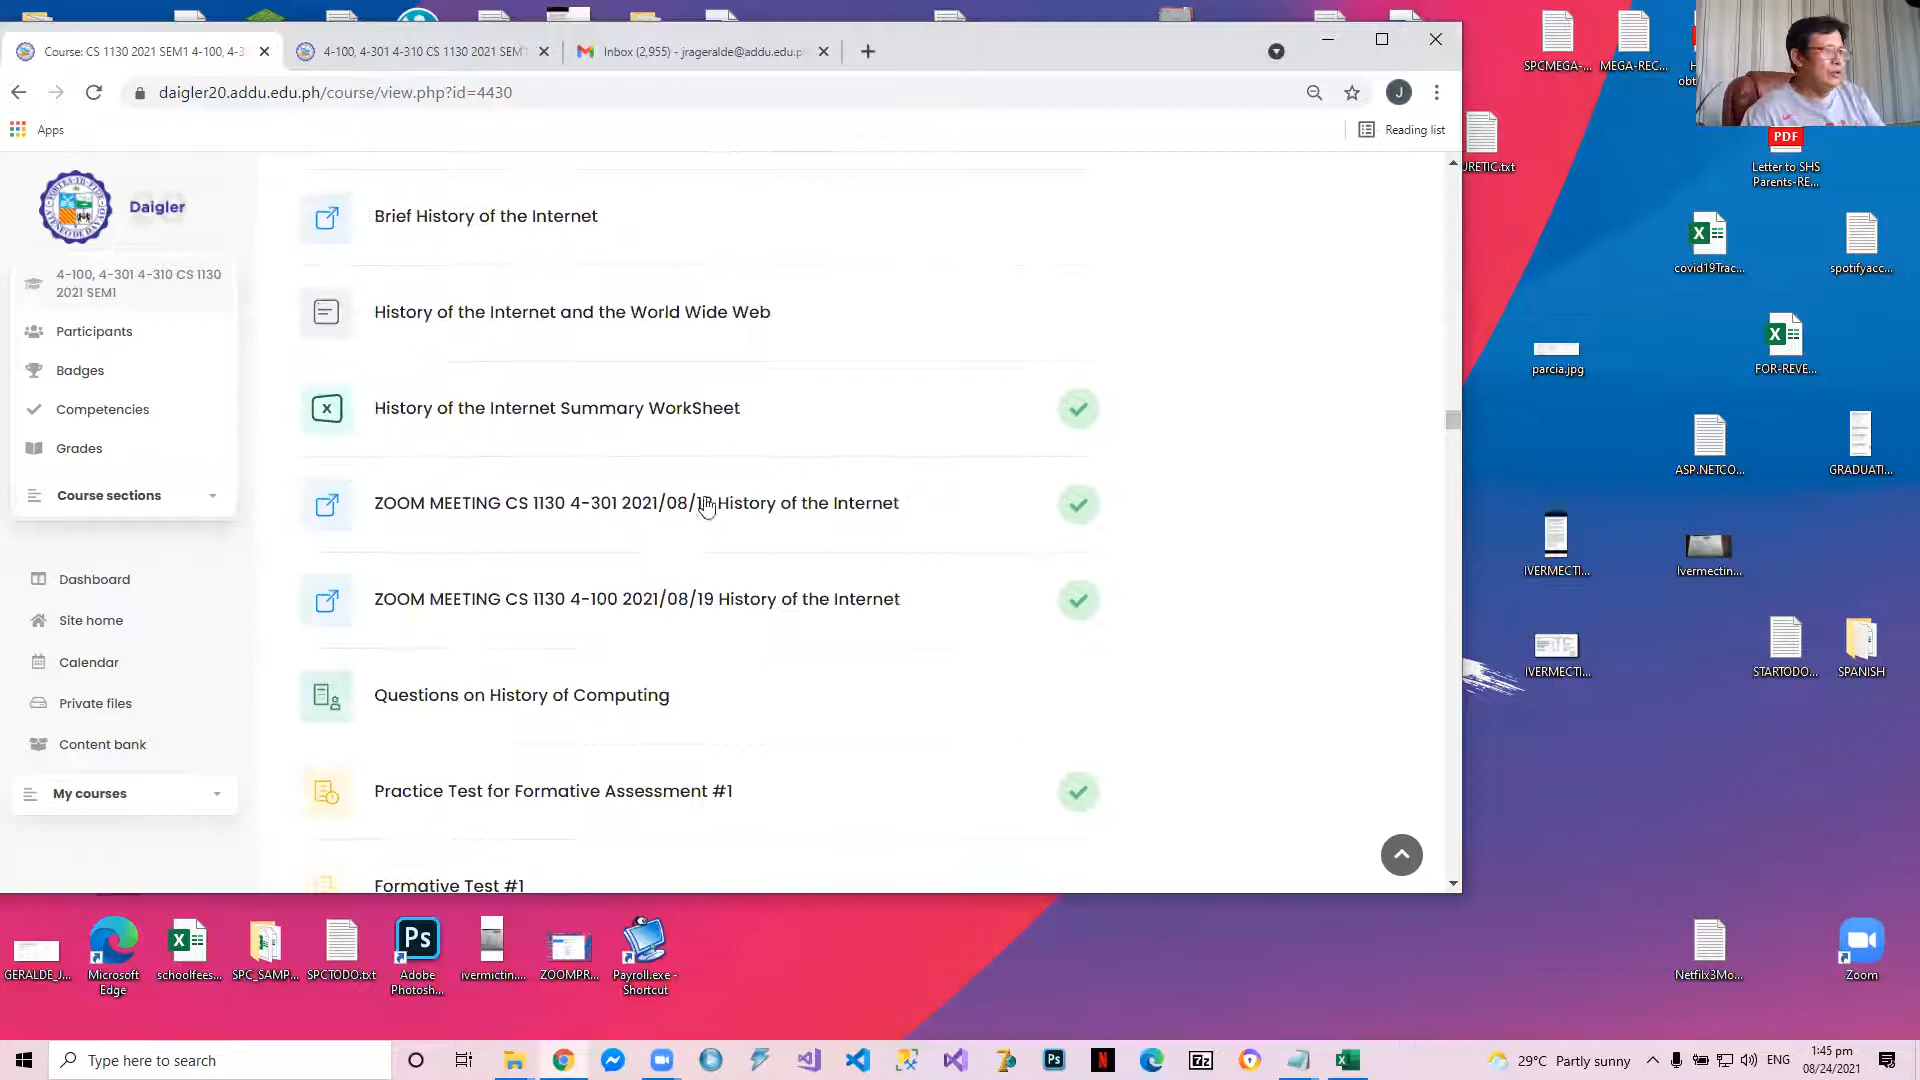 Course: CS 1130 2021 SEM1 4-100, 4-3
4-100, 4-301 4-310 CS 1130 2021 SEM1
Inbox (2,955) - jrageralde@addu.edu.p
daigler20.addu.edu.ph/course/view.php?id=4430
J
Apps
Reading list
Daigler
4-100, 4-301 4-310 CS 1130
2021 SEM1
Participants
Badges
Competencies
Grades
Course sections
Dashboard
Site home
Calendar
Private files
Content bank
My courses
Brief History of the Internet
History of the Internet and the World Wide Web
History of the Internet Summary WorkSheet
ZOOM MEETING CS 1130 4-301 2021/08/ History of the Internet
ZOOM MEETING CS 1130 4-100 2021/08/19 History of the Internet
Questions on History of Computing
Practice Test for Formative Assessment #1
Formative Test #1
SPCMEGA-...
MEGA-REC...
URETIC.txt
PDF
Letter to SHS
Parents-RE...
covid19Trac...
spotifyacc...
parcia.jpg
FOR-REVE...
ASP.NETCO...
GRADUATI...
IVERMECTI...
Ivermectin...
IVERMECTI...
STARTODO...
SPANISH
Netfilx3Mo...
Zoom
GERALDE_J...
Microsoft
Edge
schoolfees...
SPC_SAMP...
SPCTODO.txt
Ps
Adobe
Photosh...
ivermictin....
ZOOMPR...
Payroll.exe -
Shortcut
Type here to search
29°C Partly sunny
ENG
1:45 pm
08/24/2021